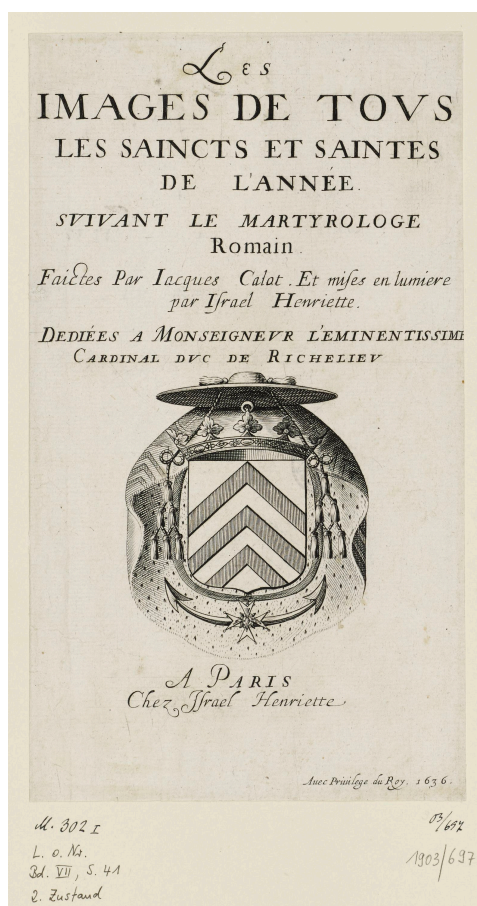 Les
IMAGES DE TOVS
LES SAINCTS ET SAINTES
DE L'ANNÉE.
SVIVANT LE MARTYROLOGE
Romain.
Faictes Par Iacques Calot. Et mises en lumiere
par Israel Henriette.
DEDIÉES A MONSEIGNEVR L'EMINENTISSIME
CARDINAL DVC DE RICHELIEV
A PARIS
Chez Israel Henriette
Auec Priuilege du Roy. 1636.
M. 302 I
03/697
L. o. Nr.
1903/697
Bd. VII, S. 41
2. Zustand